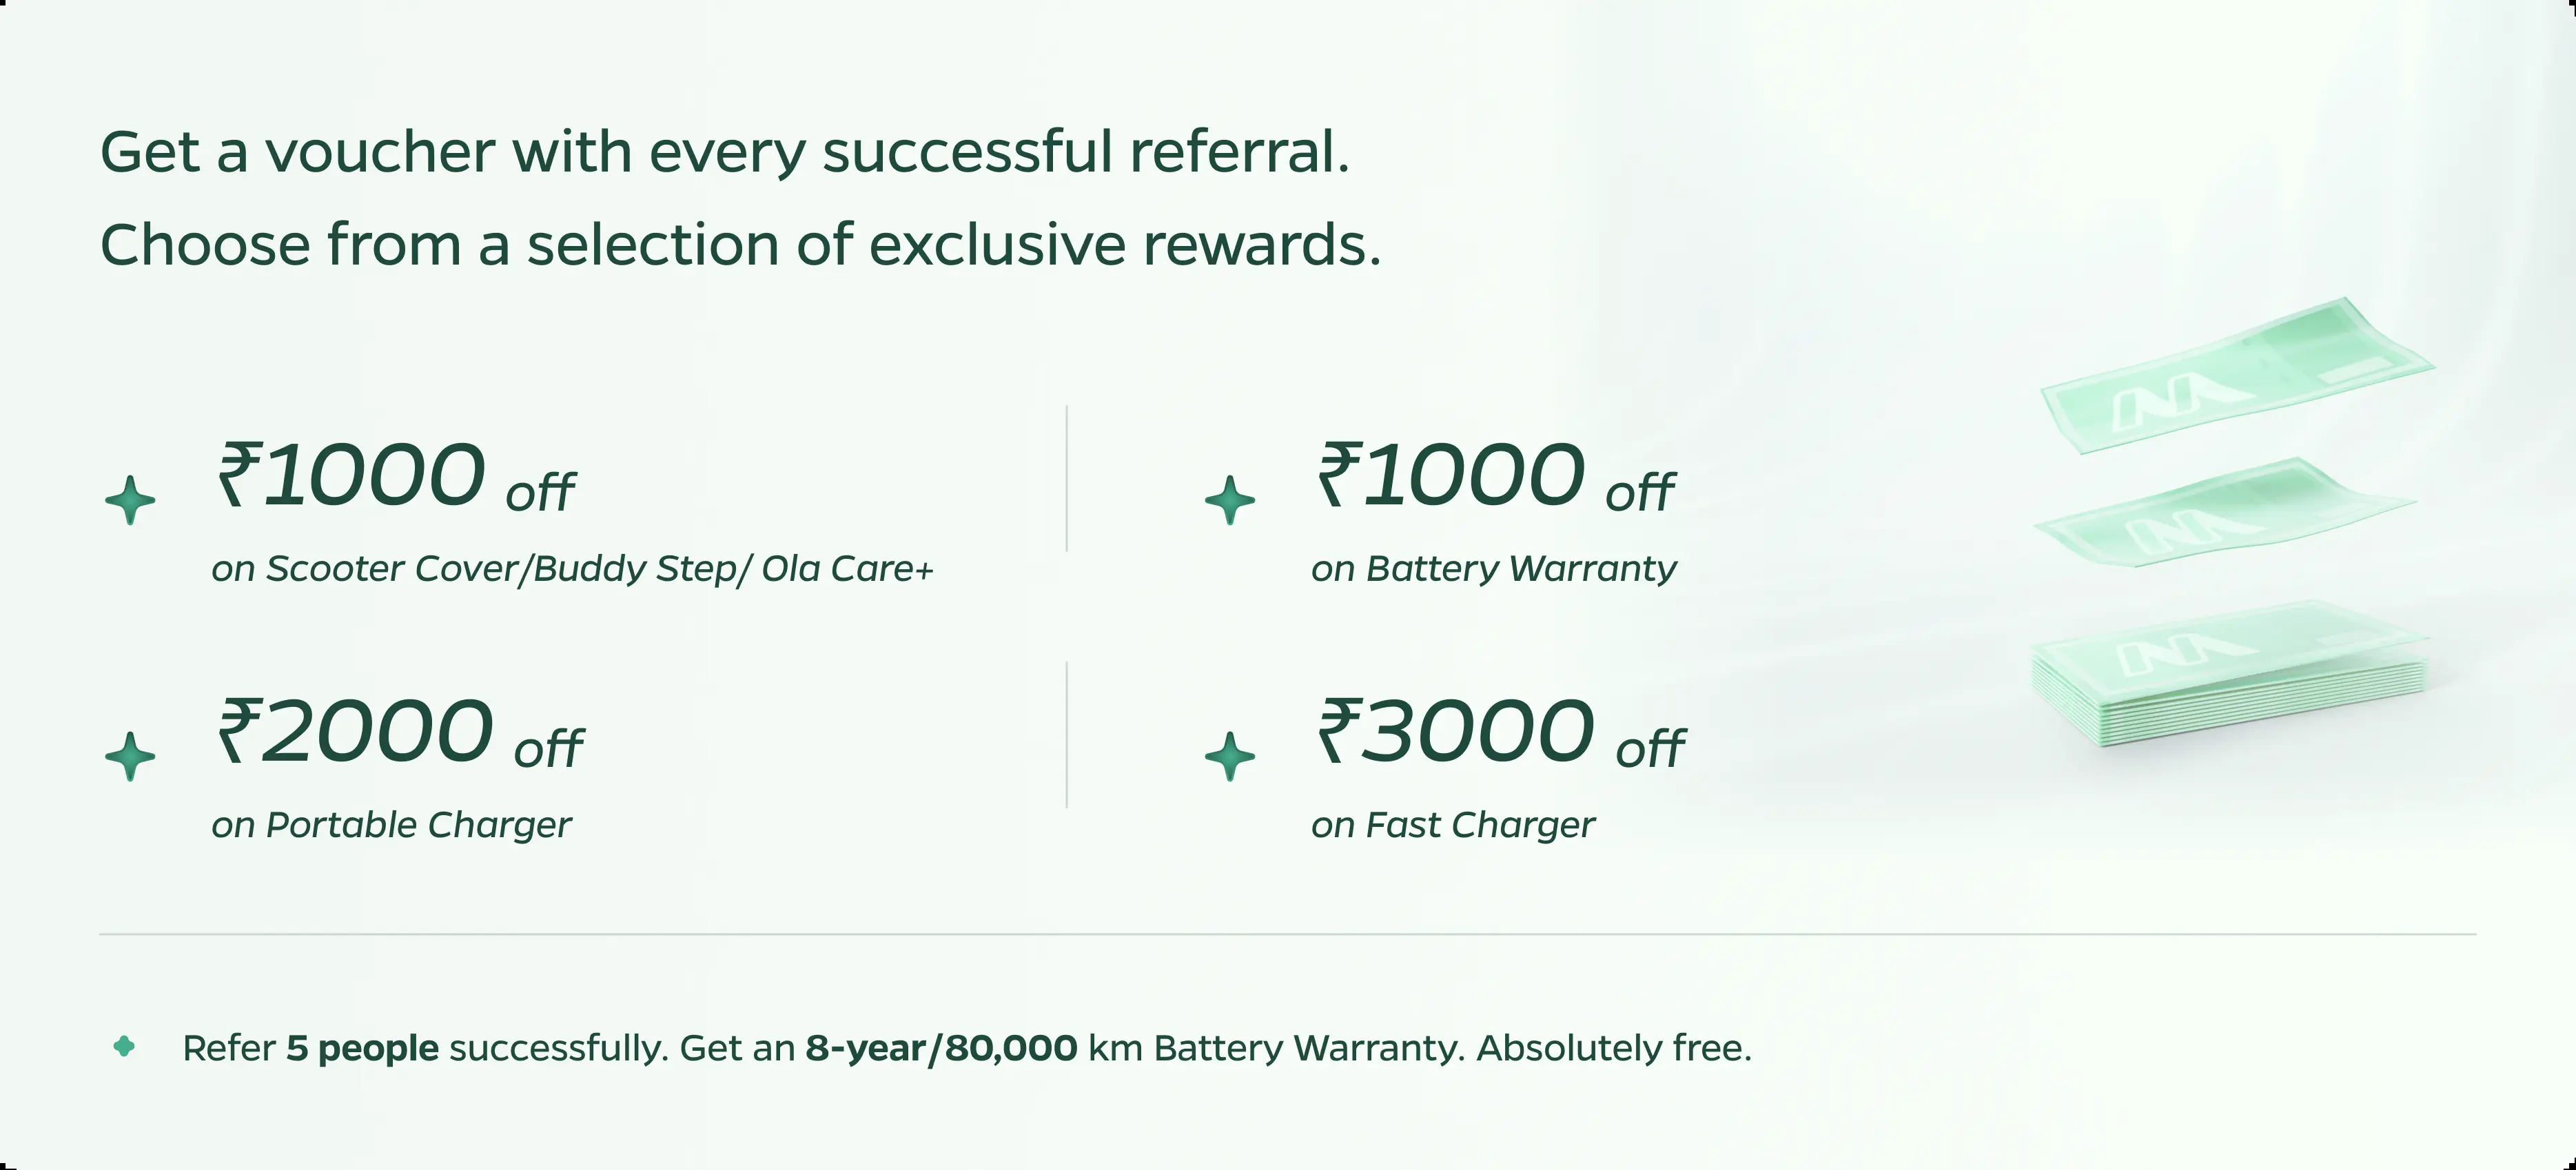 Get a voucher with every successful referral.
Choose from a selection of exclusive rewards.
₹1000 off
on Scooter Cover/Buddy Step/ Ola Care+
₹1000 off
on Battery Warranty
₹2000 off
on Portable Charger
₹3000 off
on Fast Charger
Refer 5 people successfully. Get an 8-year/80,000 km Battery Warranty. Absolutely free.